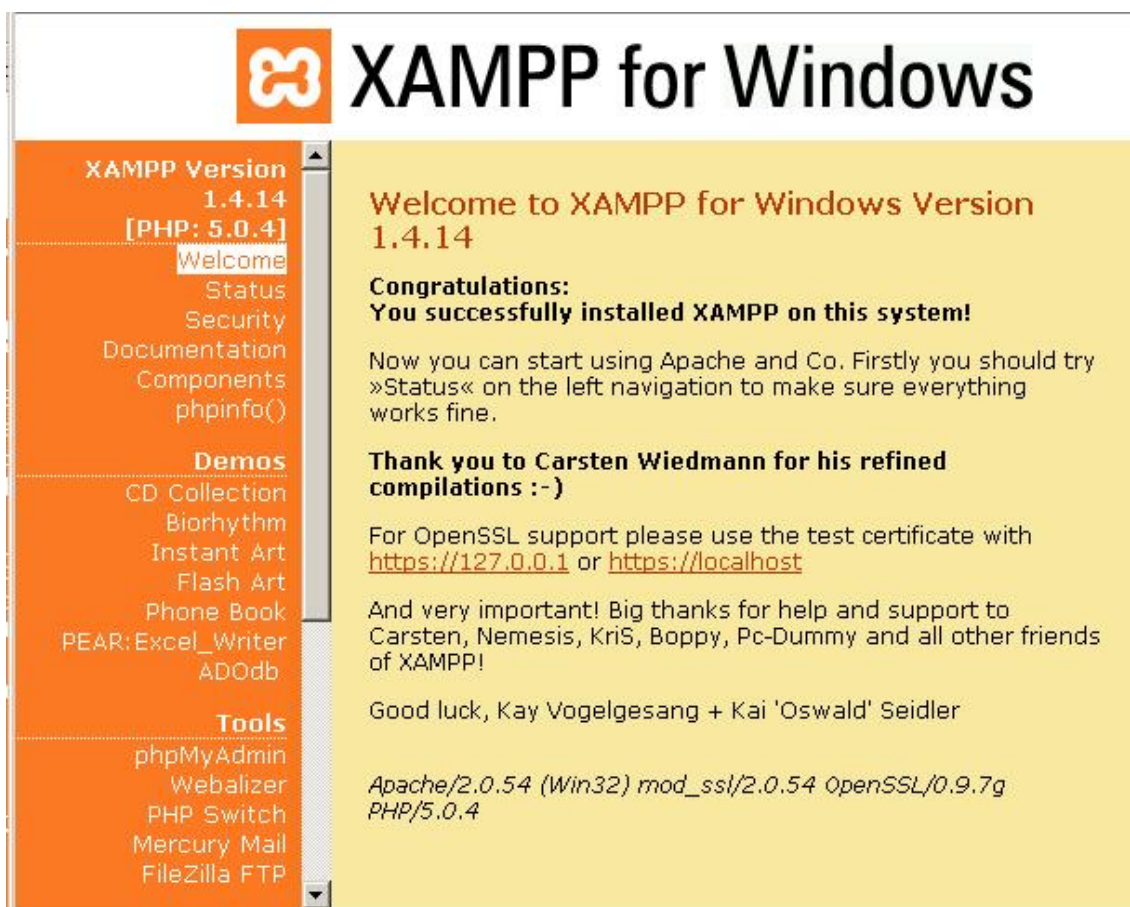 XAMPP for Windows
XAMPP Version
1.4.14
[PHP: 5.0.4]
Welcome
Status
Security
Documentation
Components
phpinfo()
Demos
CD Collection
Biorhythm
Instant Art
Flash Art
Phone Book
PEAR:Excel_Writer
ADOdb
Tools
phpMyAdmin
Webalizer
PHP Switch
Mercury Mail
FileZilla FTP
Welcome to XAMPP for Windows Version
1.4.14
Congratulations:
You successfully installed XAMPP on this system!
Now you can start using Apache and Co. Firstly you should try
»Status« on the left navigation to make sure everything
works fine.
Thank you to Carsten Wiedmann for his refined
compilations :-)
For OpenSSL support please use the test certificate with
https://127.0.0.1 or https://localhost
And very important! Big thanks for help and support to
Carsten, Nemesis, KriS, Boppy, Pc-Dummy and all other friends
of XAMPP!
Good luck, Kay Vogelgesang + Kai 'Oswald' Seidler
Apache/2.0.54 (Win32) mod_ssl/2.0.54 OpenSSL/0.9.7g
PHP/5.0.4